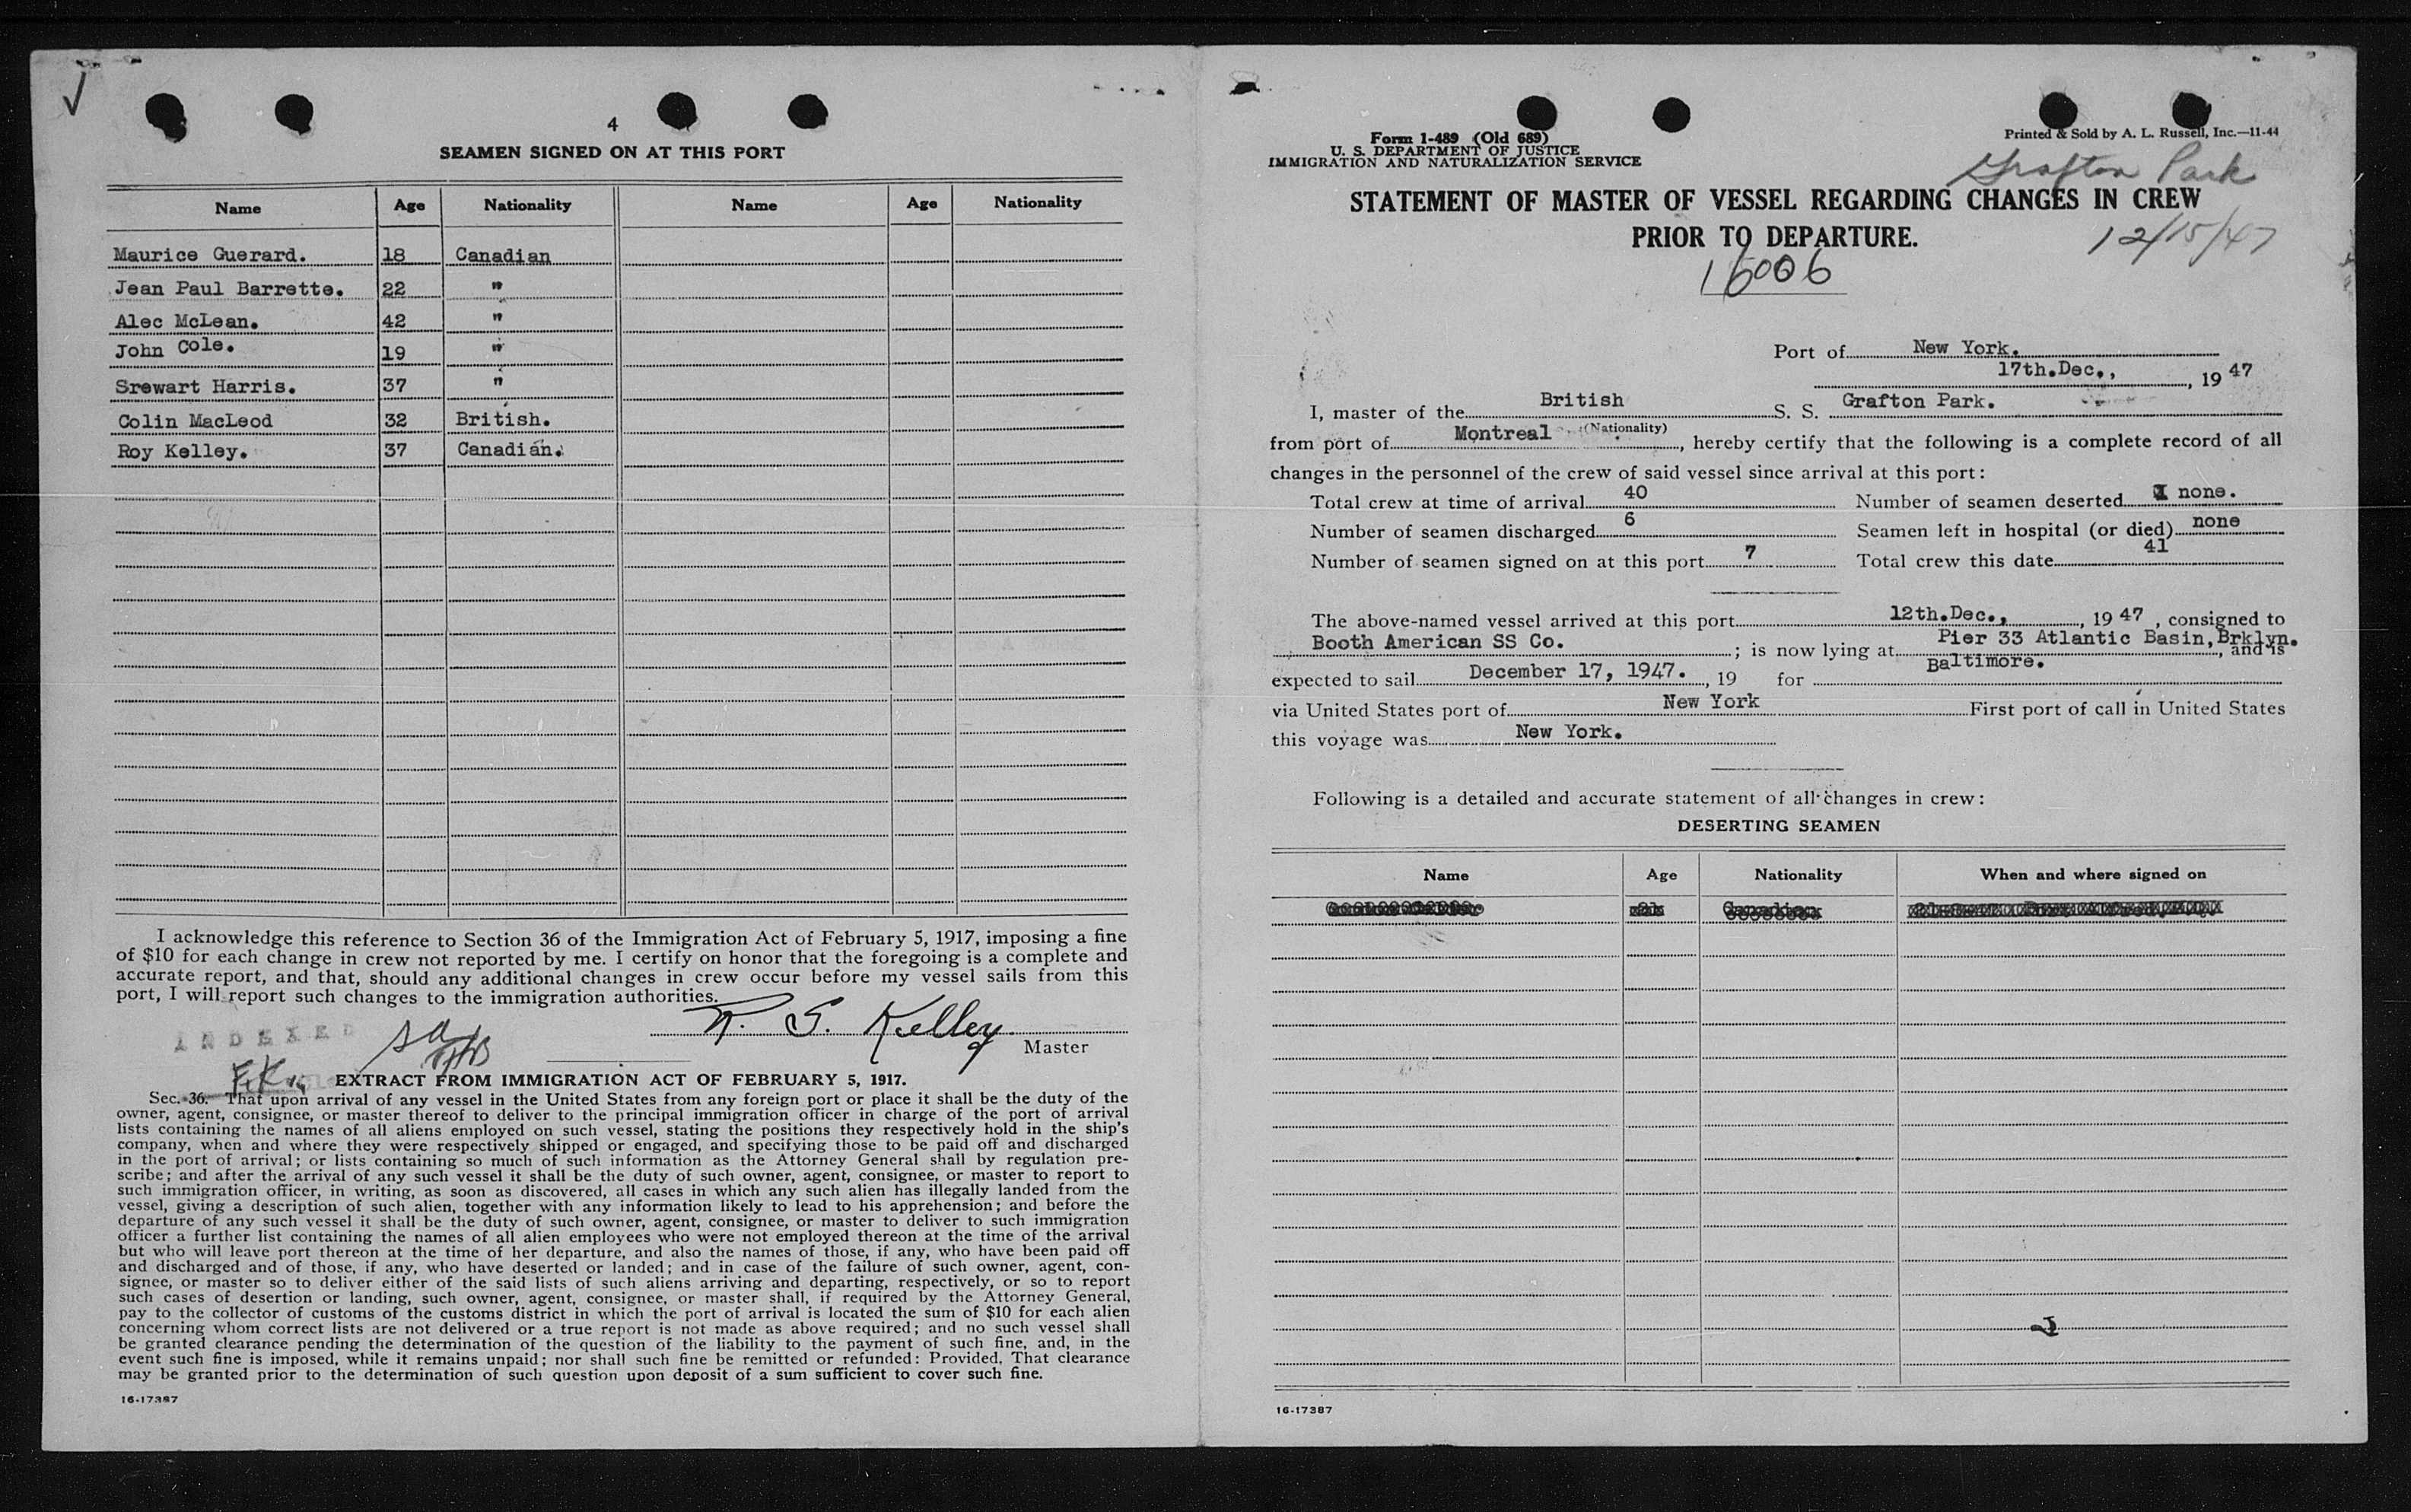 4
SEAMEN SIGNED ON AT THIS PORT
Name Age Nationality Name Age Nationality
Maurice Guerard. 18 Canadian
Jean Paul Barrette. 22 "
Alec McLean. 42 "
John Cole. 19 "
Srewart Harris. 37 "
Colin MacLeod 32 British.
Roy Kelley. 37 Canadian.
I acknowledge this reference to Section 36 of the Immigration Act of February 5, 1917, imposing a fine
of $10 for each change in crew not reported by me. I certify on honor that the foregoing is a complete and
accurate report, and that, should any additional changes in crew occur before my vessel sails from this
port, I will report such changes to the immigration authorities.
R. S. Kelley
Master
INDEXED
F.K.
EXTRACT FROM IMMIGRATION ACT OF FEBRUARY 5, 1917.
Sec. 36. That upon arrival of any vessel in the United States from any foreign port or place it shall be the duty of the
owner, agent, consignee, or master thereof to deliver to the principal immigration officer in charge of the port of arrival
lists containing the names of all aliens employed on such vessel, stating the positions they respectively hold in the ship's
company, when and where they were respectively shipped or engaged, and specifying those to be paid off and discharged
in the port of arrival; or lists containing so much of such information as the Attorney General shall by regulation pre-
scribe; and after the arrival of any such vessel it shall be the duty of such owner, agent, consignee, or master to report to
such immigration officer, in writing, as soon as discovered, all cases in which any such alien has illegally landed from the
vessel, giving a description of such alien, together with any information likely to lead to his apprehension; and before the
departure of any such vessel it shall be the duty of such owner, agent, consignee, or master to deliver to such immigration
officer a further list containing the names of all alien employees who were not employed thereon at the time of the arrival
but who will leave port thereon at the time of her departure, and also the names of those, if any, who have been paid off
and discharged and of those, if any, who have deserted or landed; and in case of the failure of such owner, agent, con-
signee, or master so to deliver either of the said lists of such aliens arriving and departing, respectively, or so to report
such cases of desertion or landing, such owner, agent, consignee, or master shall, if required by the Attorney General,
pay to the collector of customs of the customs district in which the port of arrival is located the sum of $10 for each alien
concerning whom correct lists are not delivered or a true report is not made as above required; and no such vessel shall
be granted clearance pending the determination of the question of the liability to the payment of such fine, and, in the
event such fine is imposed, while it remains unpaid; nor shall such fine be remitted or refunded: Provided, That clearance
may be granted prior to the determination of such question upon deposit of a sum sufficient to cover such fine.
16-17387
Form 1-489 (Old 689)
U. S. DEPARTMENT OF JUSTICE
IMMIGRATION AND NATURALIZATION SERVICE
Printed & Sold by A. L. Russell, Inc.—11-44
Grafton Park
STATEMENT OF MASTER OF VESSEL REGARDING CHANGES IN CREW
PRIOR TO DEPARTURE.
12/15/47
16006
Port of New York.
17th.Dec., , 19 47
I, master of the British S. S. Grafton Park.
(Nationality)
from port of Montreal , hereby certify that the following is a complete record of all
changes in the personnel of the crew of said vessel since arrival at this port:
Total crew at time of arrival 40 Number of seamen deserted none.
Number of seamen discharged 6 Seamen left in hospital (or died) none
Number of seamen signed on at this port 7 Total crew this date 41
The above-named vessel arrived at this port 12th.Dec., , 19 47 , consigned to
Booth American SS Co. ; is now lying at Pier 33 Atlantic Basin, Brklyn. , and is
expected to sail December 17, 1947. , 19 for Baltimore.
via United States port of New York First port of call in United States
this voyage was New York.
Following is a detailed and accurate statement of all changes in crew:
DESERTING SEAMEN
Name Age Nationality When and where signed on
Canadian
16-17387